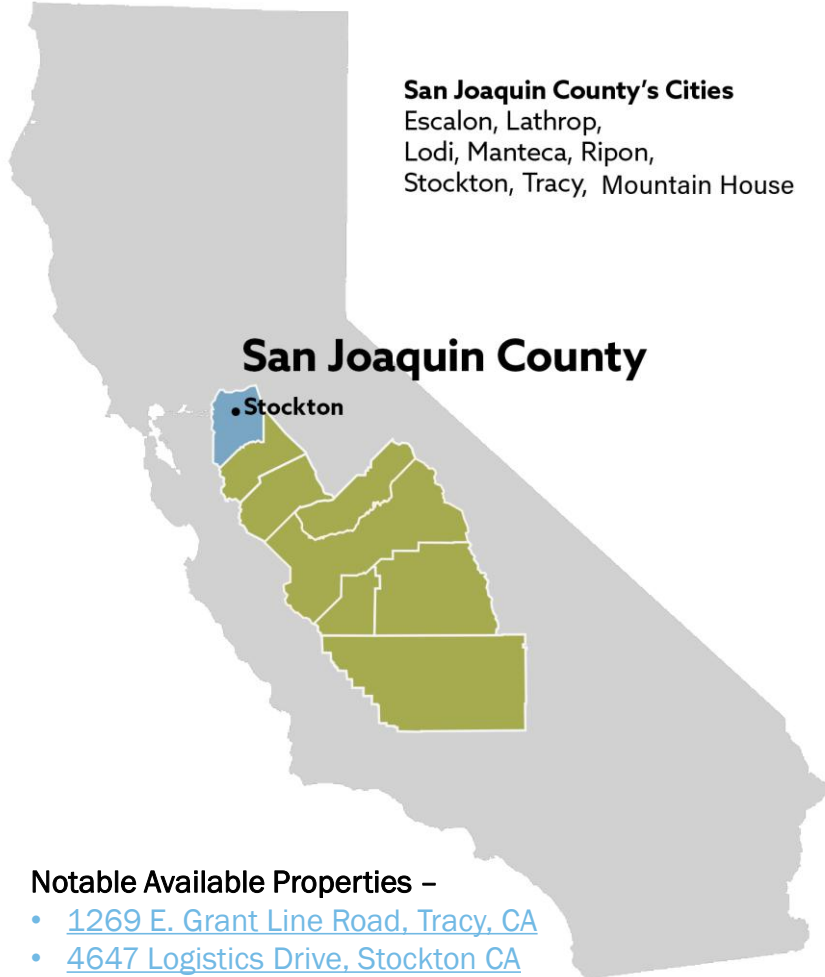 San Joaquin County's Cities
Escalon, Lathrop,
Lodi, Manteca, Ripon,
Stockton, Tracy, Mountain House
San Joaquin County
•Stockton
Notable Available Properties –
• 1269 E. Grant Line Road, Tracy, CA
• 4647 Logistics Drive, Stockton CA